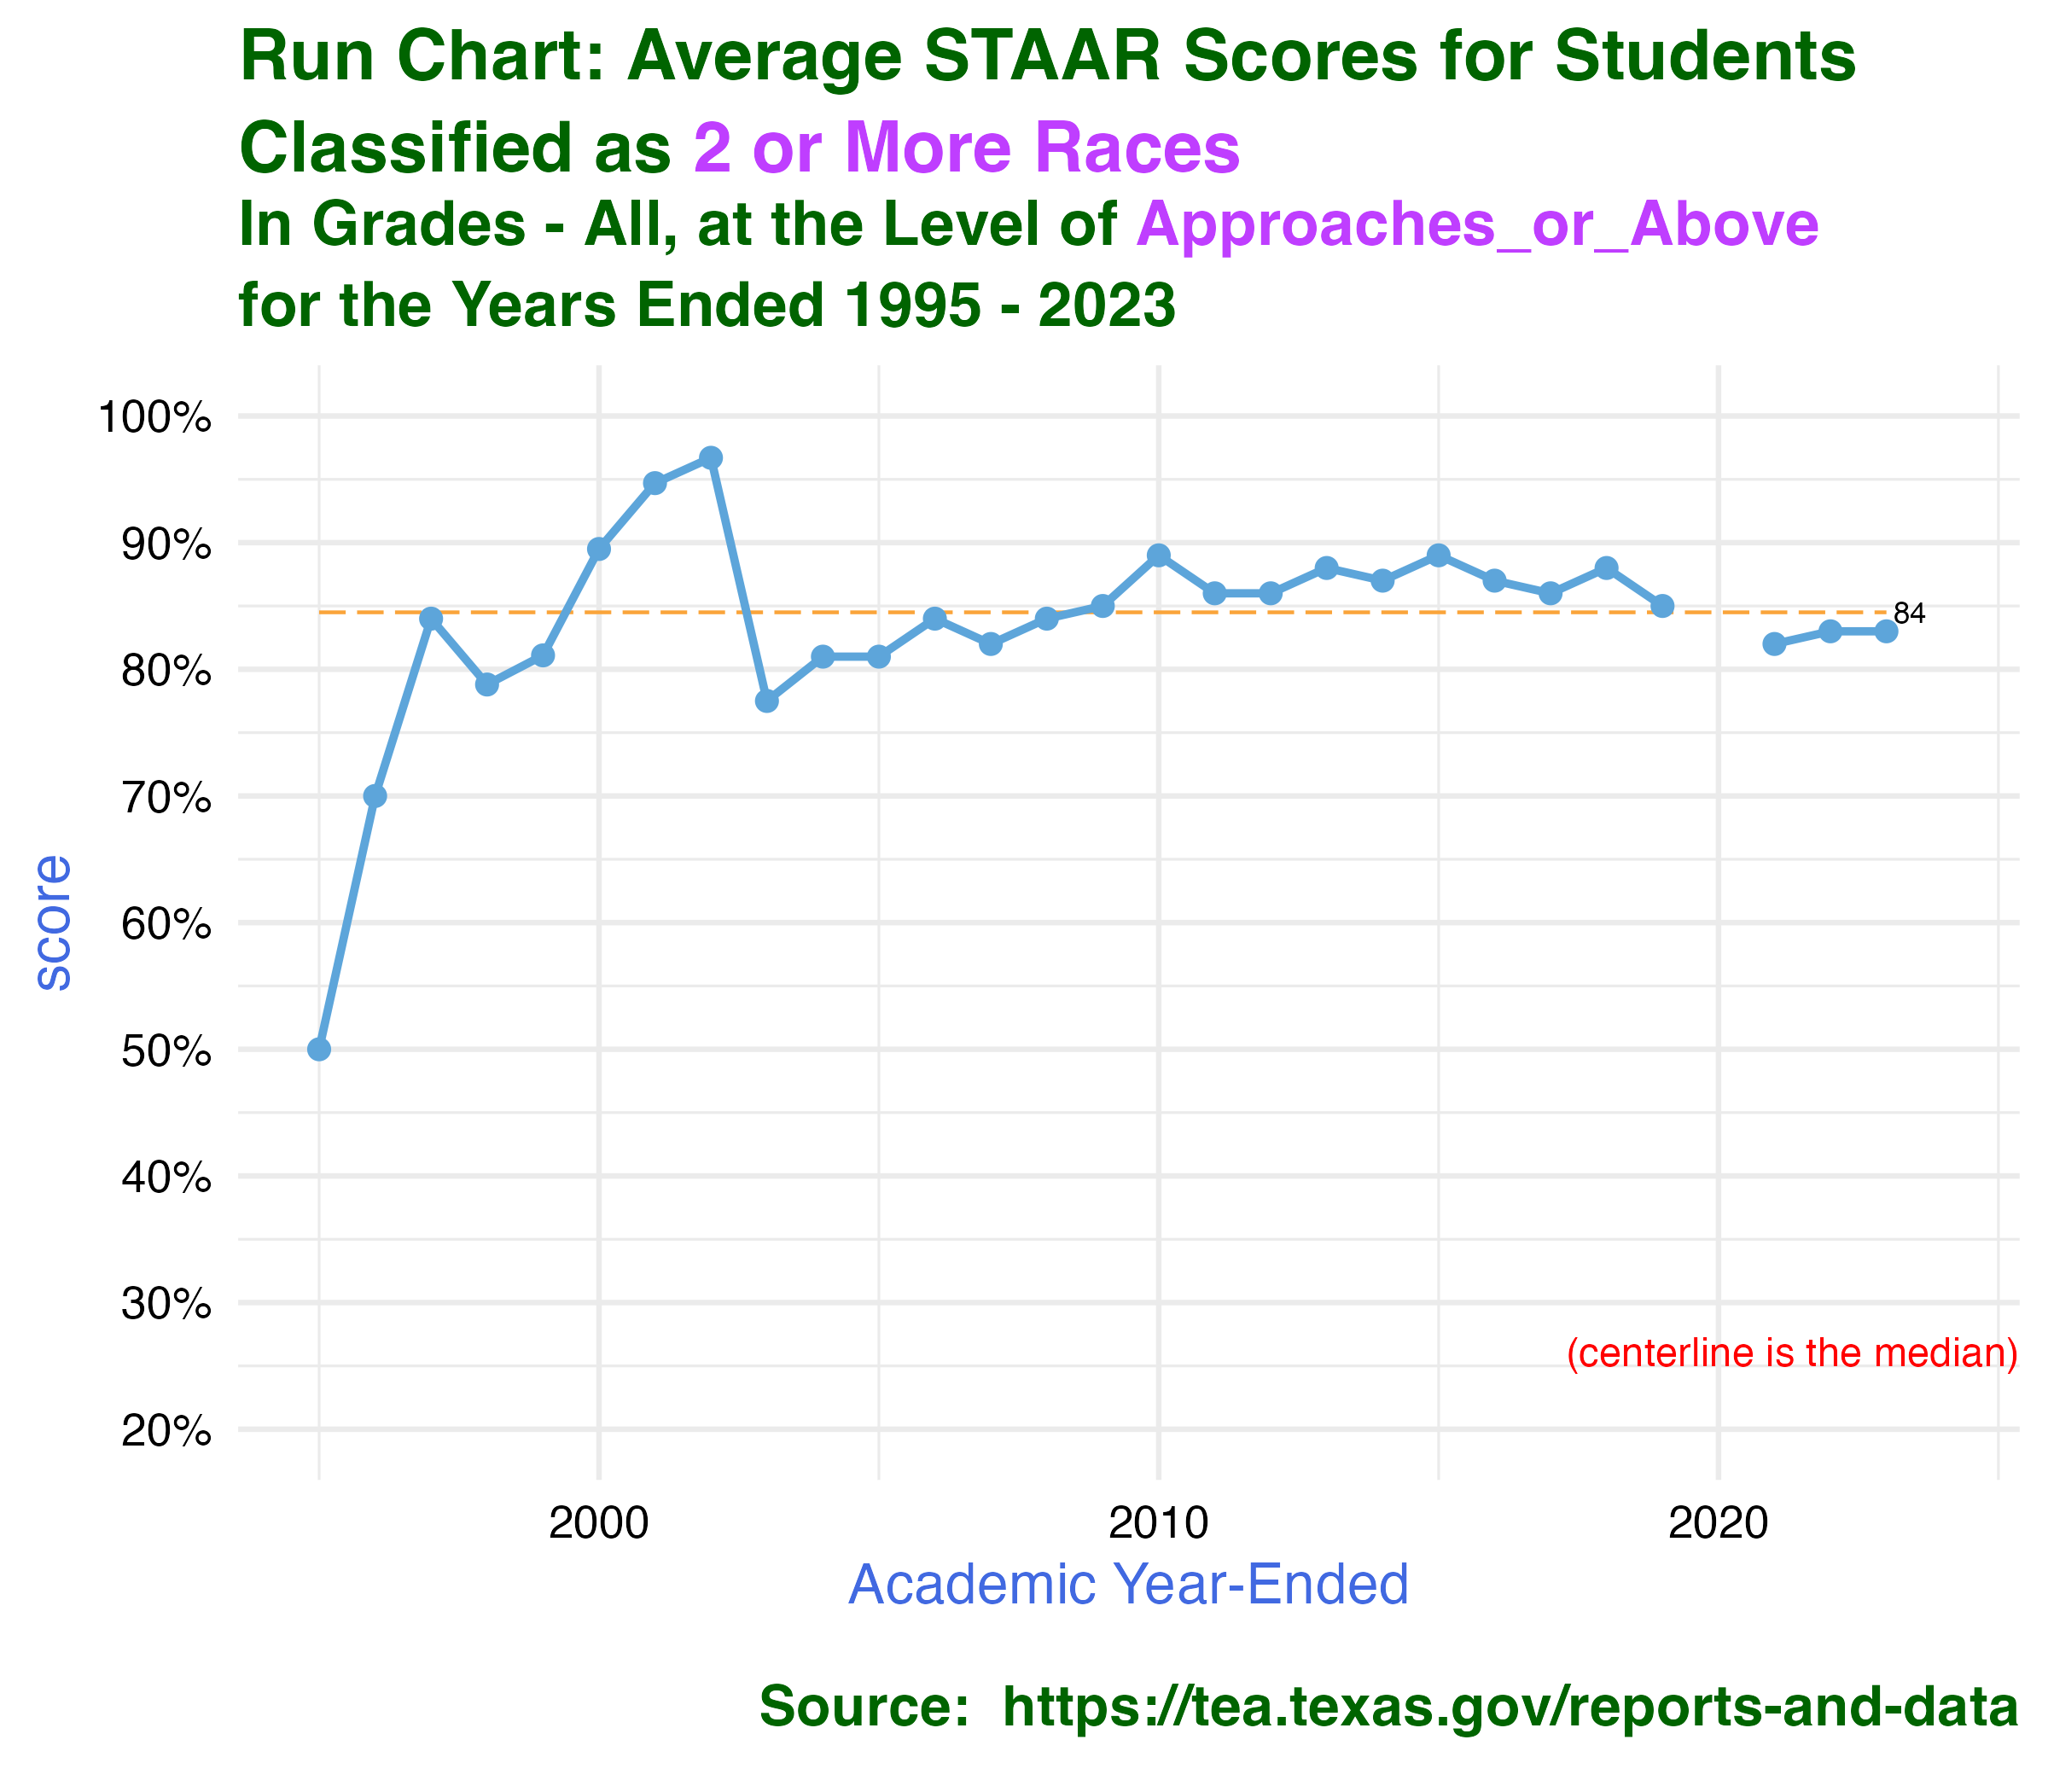 Run Chart: Average STAAR Scores for Students
Classified as 2 or More Races
In Grades - All, at the Level of Approaches_or_Above
for the Years Ended 1995 - 2023
100%
90%
80%
70%
60%
50%
40%
30%
20%
score
84
(centerline is the median)
2000
2010
2020
Academic Year-Ended
Source:  https://tea.texas.gov/reports-and-data